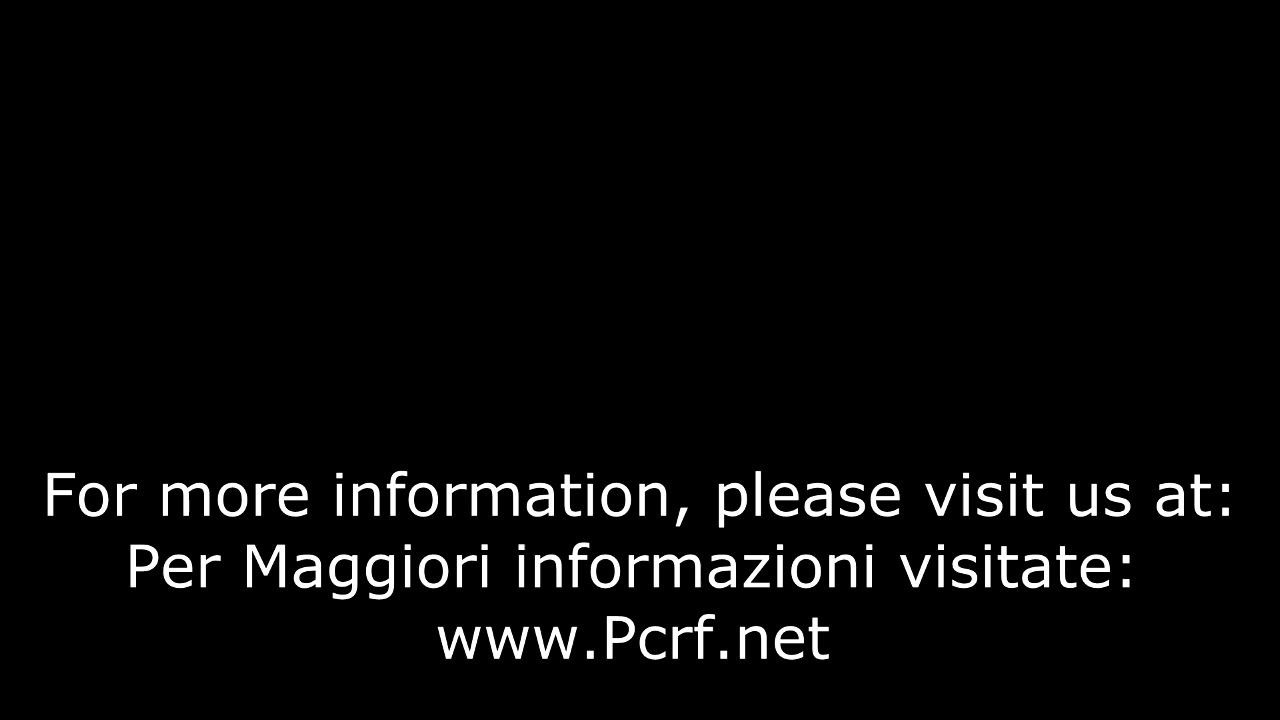 For more information, please visit us at:
Per Maggiori informazioni visitate:
www.Pcrf.net